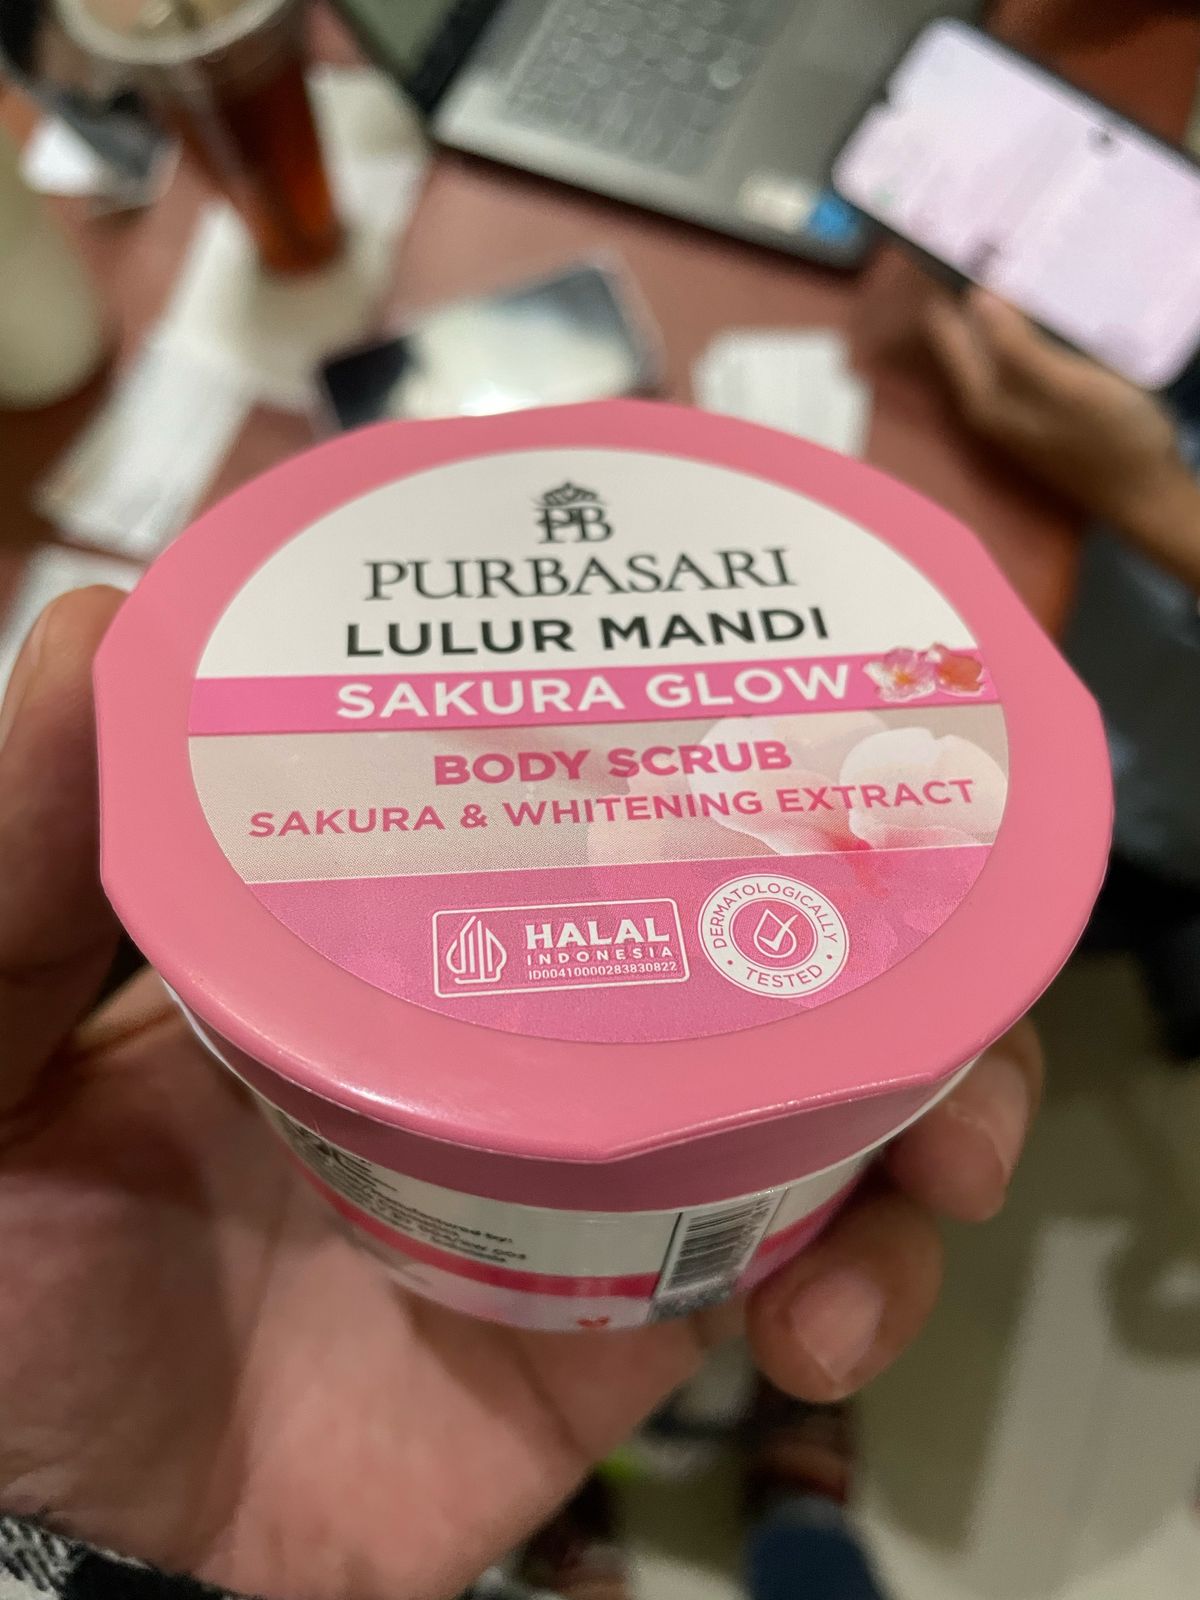 PB
PURBASARI
LULUR MANDI
SAKURA GLOW
BODY SCRUB
SAKURA & WHITENING EXTRACT
HALAL
INDONESIA
ID00410000283830822
DERMATOLOGICALLY
TESTED